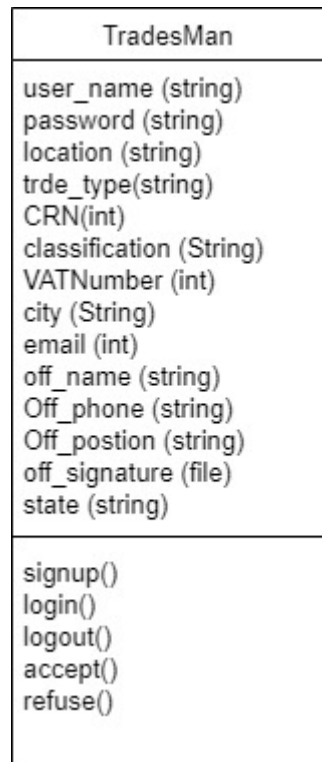 TradesMan
user_name (string)
password (string)
location (string)
trde_type(string)
CRN(int)
classification (String)
VATNumber (int)
city (String)
email (int)
off_name (string)
Off_phone (string)
Off_postion (string)
off_signature (file)
state (string)
signup()
login()
logout()
accept()
refuse()